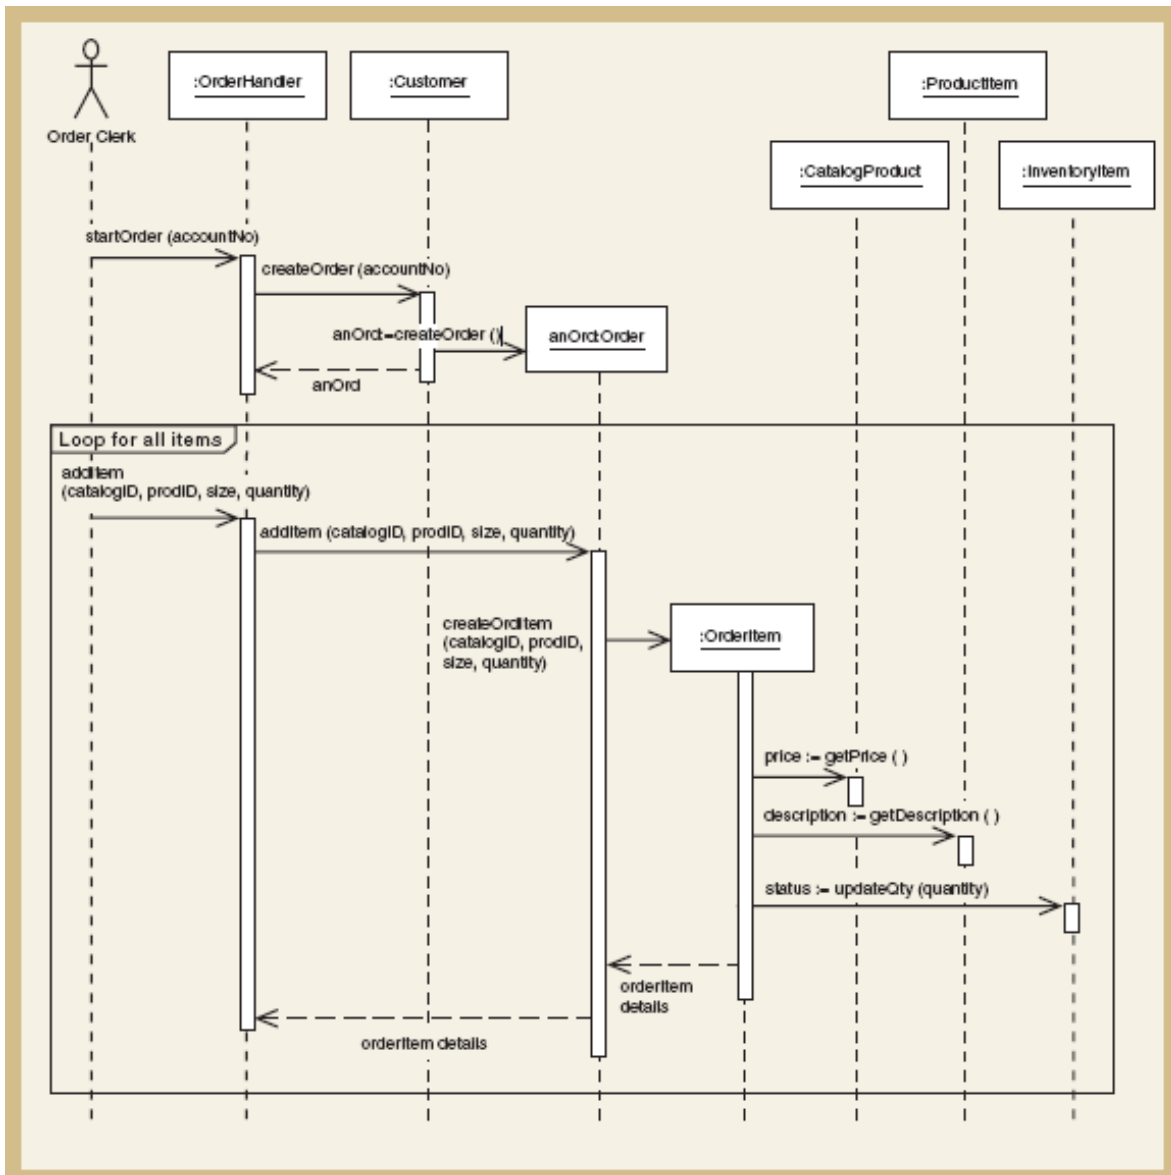 :OrderHandler
:Customer
:ProductItem
Order Clerk
:CatalogProduct
:InventoryItem
startOrder (accountNo)
createOrder (accountNo)
anOrd:=createOrder ()
anOrd:Order
anOrd
Loop for all items
addItem
(catalogID, prodID, size, quantity)
addItem (catalogID, prodID, size, quantity)
createOrdItem
(catalogID, prodID,
size, quantity)
:OrderItem
price := getPrice ( )
description := getDescription ( )
status := updateQty (quantity)
orderItem
details
orderItem details